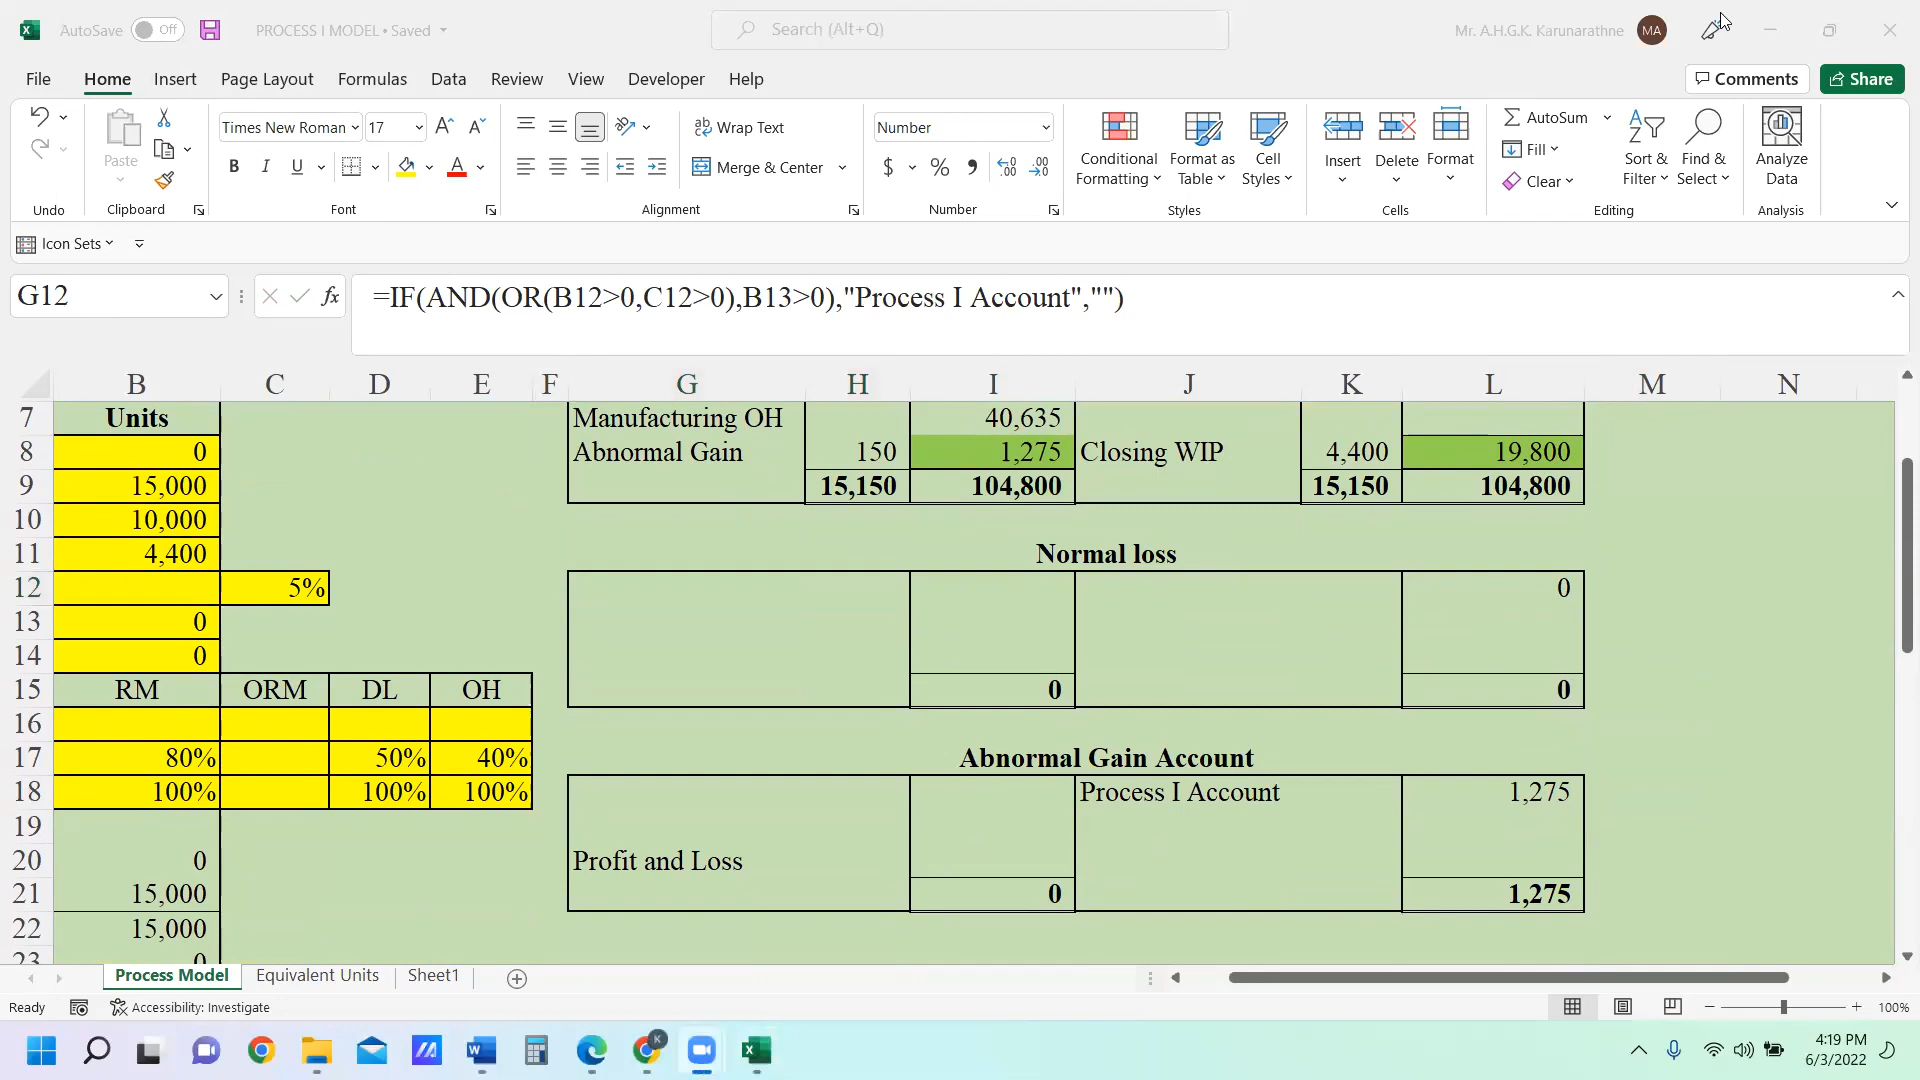 AutoSave Off PROCESS I MODEL • Saved Search (Alt+Q) Mr. A.H.G.K. Karunarathne MA
File Home Insert Page Layout Formulas Data Review View Developer Help Comments Share
Times New Roman 17 Wrap Text Number AutoSum
Paste Fill
B I U Merge & Center $ % Conditional Formatting Format as Table Cell Styles Insert Delete Format Clear Sort & Filter Find & Select Analyze Data
Undo Clipboard Font Alignment Number Styles Cells Editing Analysis
Icon Sets
G12 fx =IF(AND(OR(B12>0,C12>0),B13>0),"Process I Account","")
B C D E F G H I J K L M N
7 Units Manufacturing OH 40,635
8 0 Abnormal Gain 150 1,275 Closing WIP 4,400 19,800
9 15,000 15,150 104,800 15,150 104,800
10 10,000
11 4,400 Normal loss
12 5% 0
13 0
14 0
15 RM ORM DL OH 0 0
16
17 80% 50% 40% Abnormal Gain Account
18 100% 100% 100% Process I Account 1,275
19
20 0 Profit and Loss
21 15,000 0 1,275
22 15,000
23 0
Process Model Equivalent Units Sheet1
Ready Accessibility: Investigate 100%
4:19 PM
6/3/2022